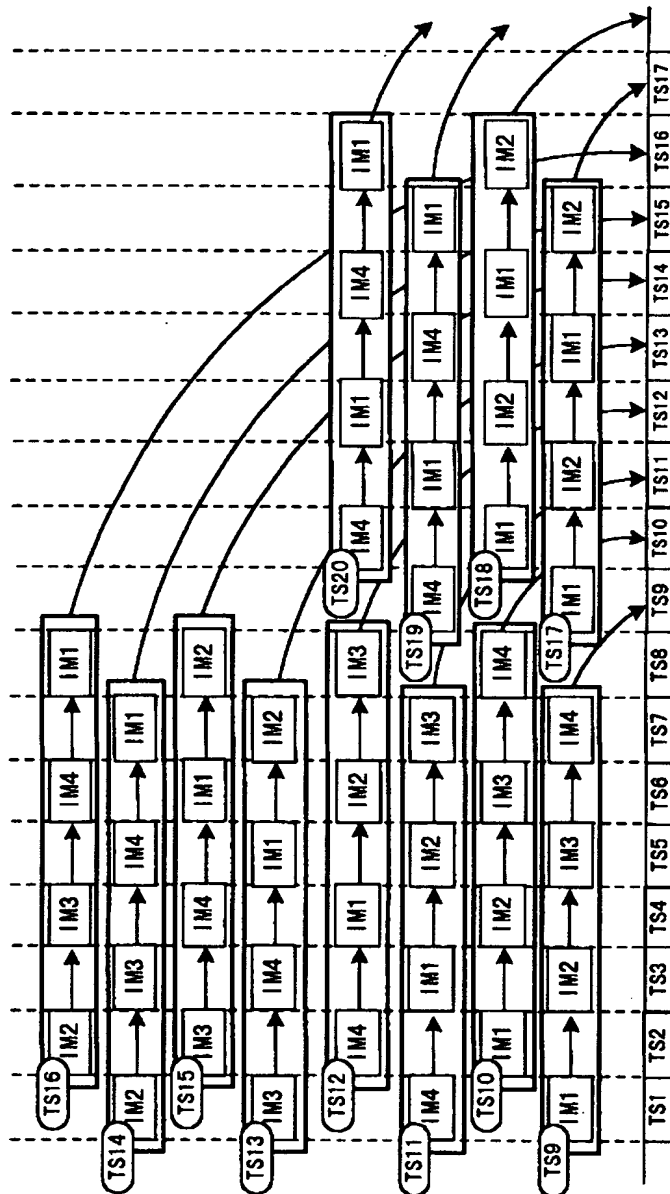 TS16
IM2 IM3 IM4 IM1
TS14
IM2 IM3 IM4 IM1
TS15
IM3 IM4 IM1 IM2
TS13
IM3 IM4 IM1 IM2
TS12
IM4 IM1 IM2 IM3
TS20
IM4 IM1 IM4 IM1
TS11
IM4 IM1 IM2 IM3
TS19
IM4 IM1 IM4 IM1
TS10
IM1 IM2 IM3 IM4
TS18
IM1 IM2 IM1 IM2
TS9
IM1 IM2 IM3 IM4
TS17
IM1 IM2 IM1 IM2
TS1 TS2 TS3 TS4 TS5 TS6 TS7 TS8 TS9 TS10 TS11 TS12 TS13 TS14 TS15 TS16 TS17